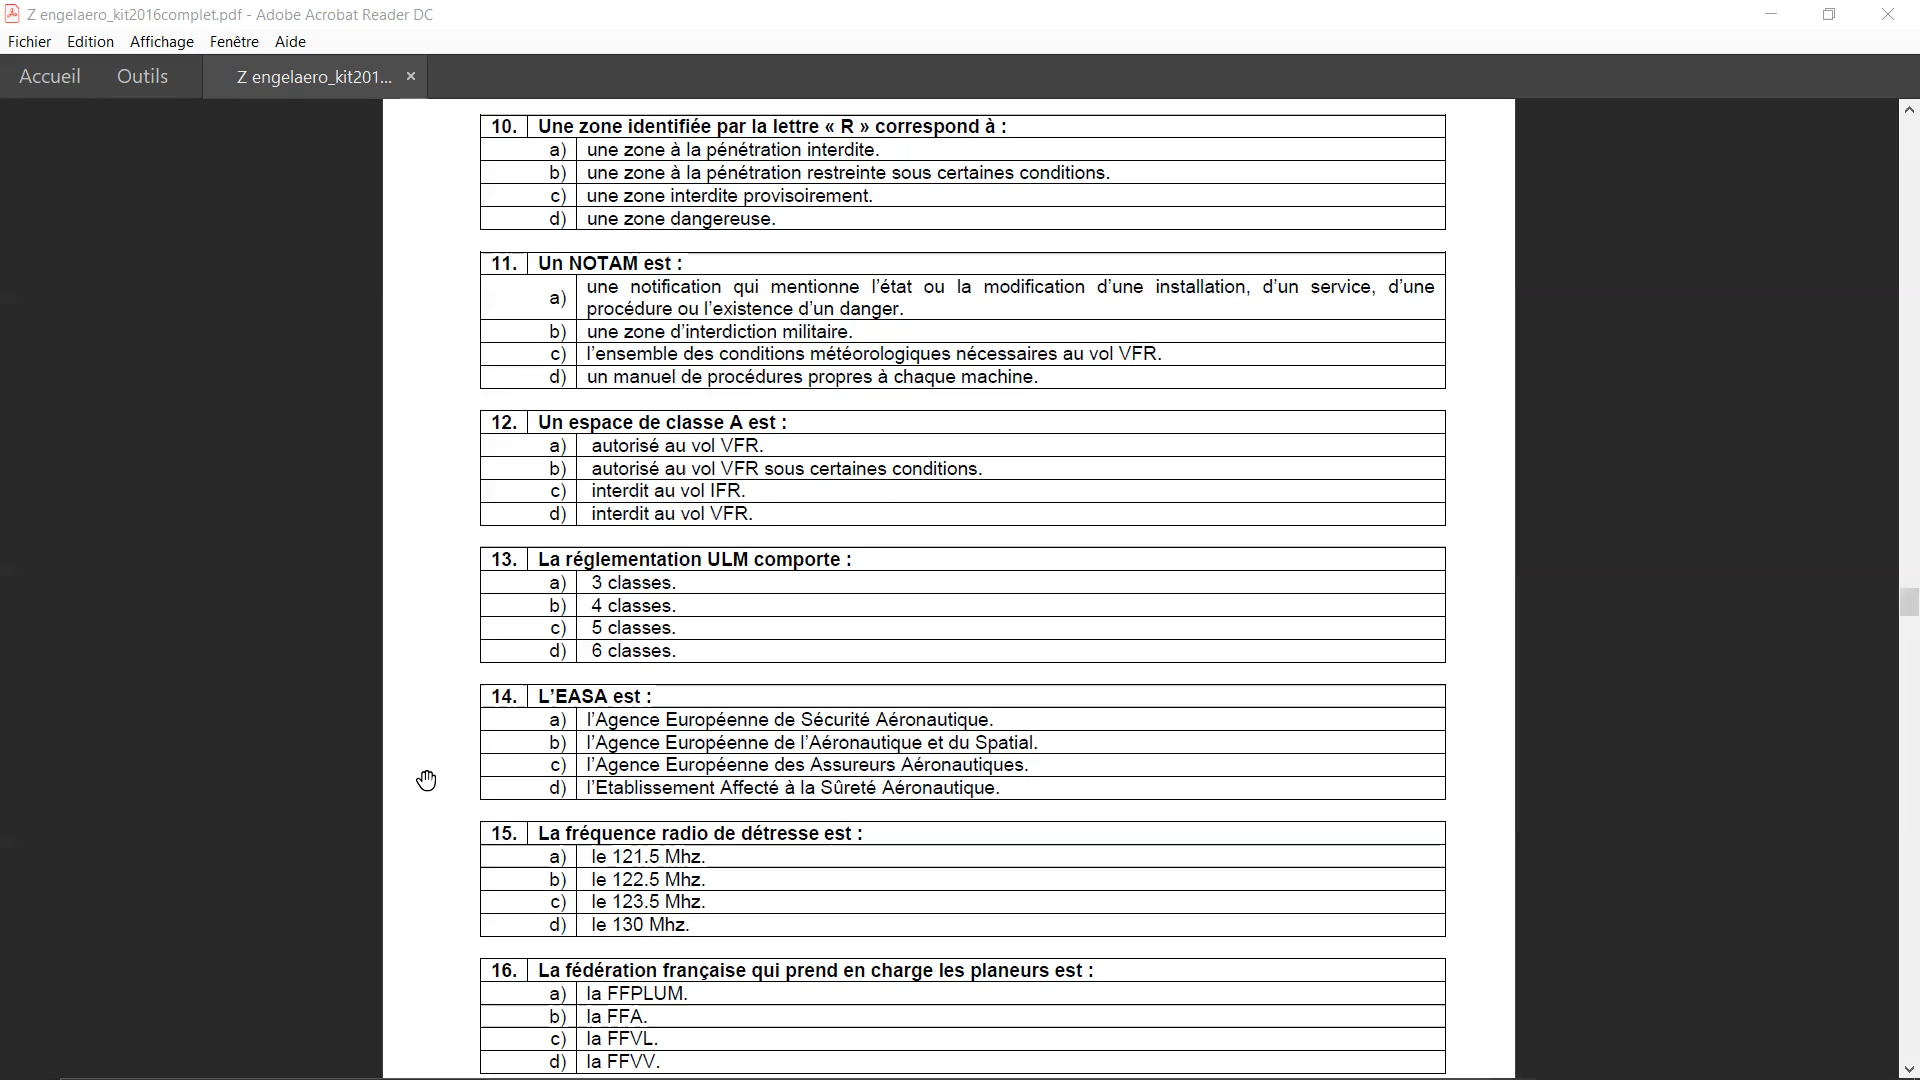 Z engelaero_kit2016complet.pdf - Adobe Acrobat Reader DC
Fichier Edition Affichage Fenêtre Aide
Accueil Outils Z engelaero_kit201... ×
10. Une zone identifiée par la lettre « R » correspond à :
a) une zone à la pénétration interdite.
b) une zone à la pénétration restreinte sous certaines conditions.
c) une zone interdite provisoirement.
d) une zone dangereuse.
11. Un NOTAM est :
a) une notification qui mentionne l'état ou la modification d'une installation, d'un service, d'une
procédure ou l'existence d'un danger.
b) une zone d'interdiction militaire.
c) l'ensemble des conditions météorologiques nécessaires au vol VFR.
d) un manuel de procédures propres à chaque machine.
12. Un espace de classe A est :
a) autorisé au vol VFR.
b) autorisé au vol VFR sous certaines conditions.
c) interdit au vol IFR.
d) interdit au vol VFR.
13. La réglementation ULM comporte :
a) 3 classes.
b) 4 classes.
c) 5 classes.
d) 6 classes.
14. L'EASA est :
a) l'Agence Européenne de Sécurité Aéronautique.
b) l'Agence Européenne de l'Aéronautique et du Spatial.
c) l'Agence Européenne des Assureurs Aéronautiques.
d) l'Etablissement Affecté à la Sûreté Aéronautique.
15. La fréquence radio de détresse est :
a) le 121.5 Mhz.
b) le 122.5 Mhz.
c) le 123.5 Mhz.
d) le 130 Mhz.
16. La fédération française qui prend en charge les planeurs est :
a) la FFPLUM.
b) la FFA.
c) la FFVL.
d) la FFVV.